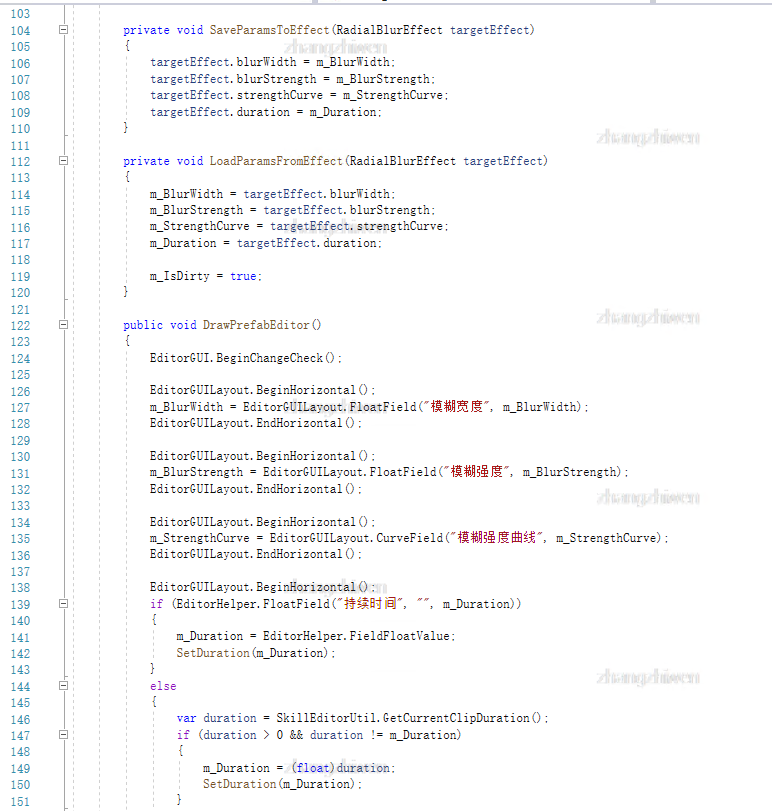 103
104 private void SaveParamsToEffect(RadialBlurEffect targetEffect)
105 {
106 targetEffect.blurWidth = m_BlurWidth;
107 targetEffect.blurStrength = m_BlurStrength;
108 targetEffect.strengthCurve = m_StrengthCurve;
109 targetEffect.duration = m_Duration;
110 }
111
112 private void LoadParamsFromEffect(RadialBlurEffect targetEffect)
113 {
114 m_BlurWidth = targetEffect.blurWidth;
115 m_BlurStrength = targetEffect.blurStrength;
116 m_StrengthCurve = targetEffect.strengthCurve;
117 m_Duration = targetEffect.duration;
118
119 m_IsDirty = true;
120 }
121
122 public void DrawPrefabEditor()
123 {
124 EditorGUI.BeginChangeCheck();
125
126 EditorGUILayout.BeginHorizontal();
127 m_BlurWidth = EditorGUILayout.FloatField("模糊宽度", m_BlurWidth);
128 EditorGUILayout.EndHorizontal();
129
130 EditorGUILayout.BeginHorizontal();
131 m_BlurStrength = EditorGUILayout.FloatField("模糊强度", m_BlurStrength);
132 EditorGUILayout.EndHorizontal();
133
134 EditorGUILayout.BeginHorizontal();
135 m_StrengthCurve = EditorGUILayout.CurveField("模糊强度曲线", m_StrengthCurve);
136 EditorGUILayout.EndHorizontal();
137
138 EditorGUILayout.BeginHorizontal();
139 if (EditorHelper.FloatField("持续时间", "", m_Duration))
140 {
141 m_Duration = EditorHelper.FieldFloatValue;
142 SetDuration(m_Duration);
143 }
144 else
145 {
146 var duration = SkillEditorUtil.GetCurrentClipDuration();
147 if (duration > 0 && duration != m_Duration)
148 {
149 m_Duration = (float)duration;
150 SetDuration(m_Duration);
151 }